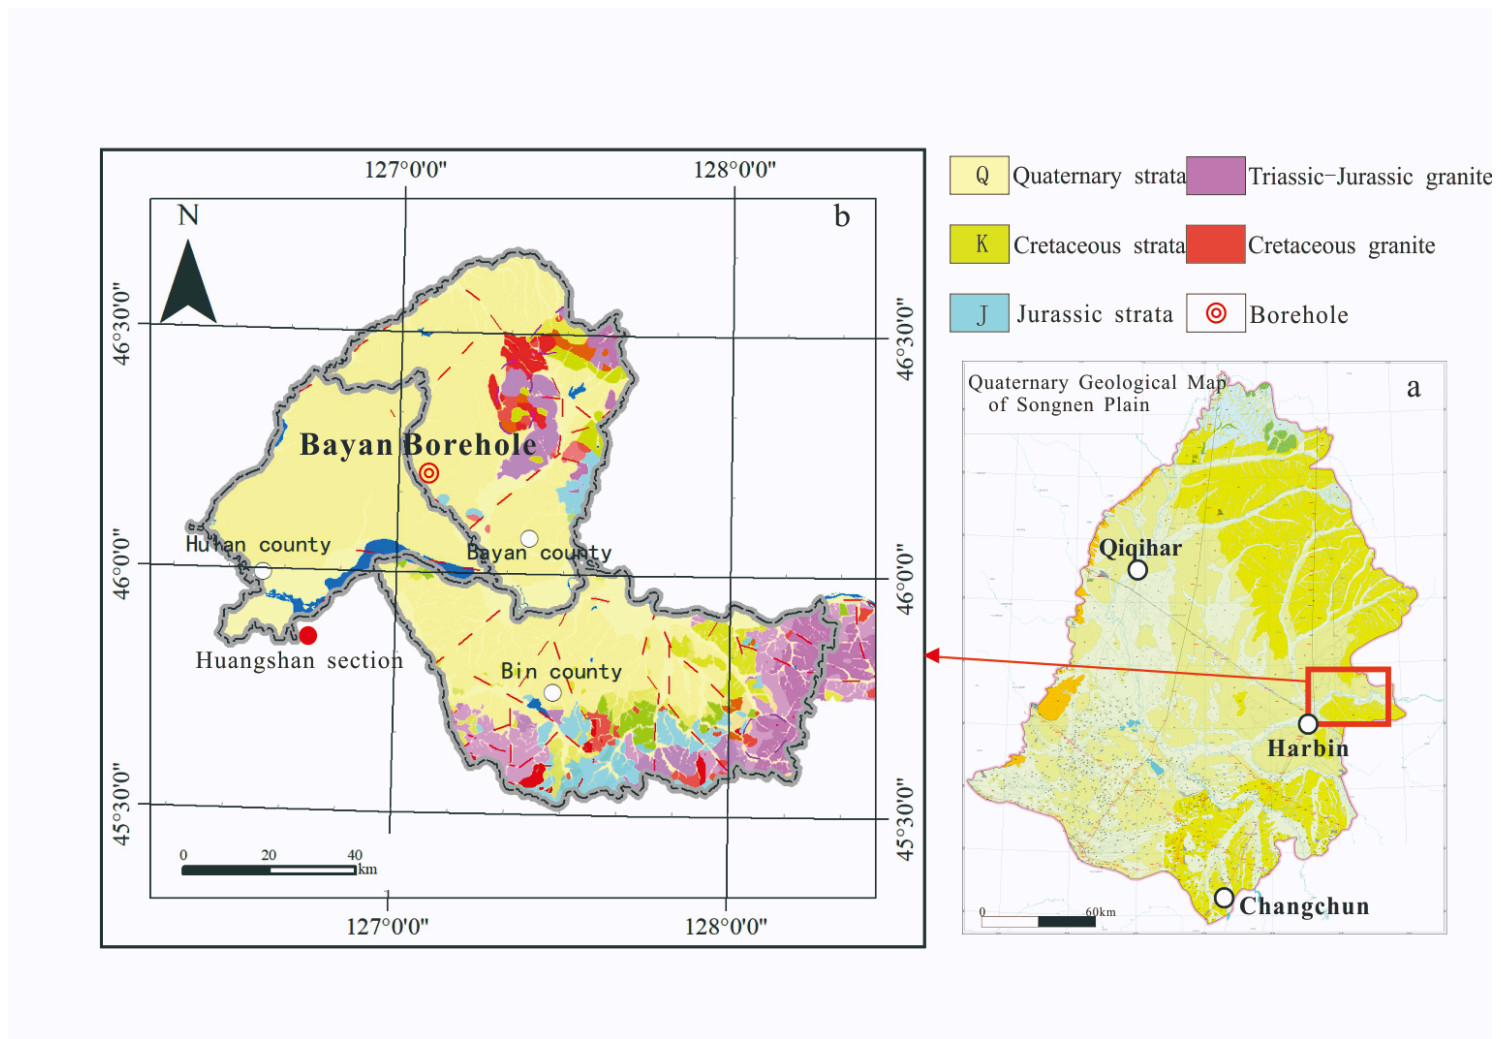 127°0'0"
128°0'0"
N
b
46°30'0"
46°30'0"
Bayan Borehole
Hulan county
Bayan county
46°0'0"
46°0'0"
Huangshan section
Bin county
45°30'0"
45°30'0"
0 20 40
km
127°0'0"
128°0'0"
Q Quaternary strata
Triassic-Jurassic granite
K Cretaceous strata
Cretaceous granite
J Jurassic strata
Borehole
Quaternary Geological Map
of Songnen Plain
a
Qiqihar
Harbin
Changchun
0 60km